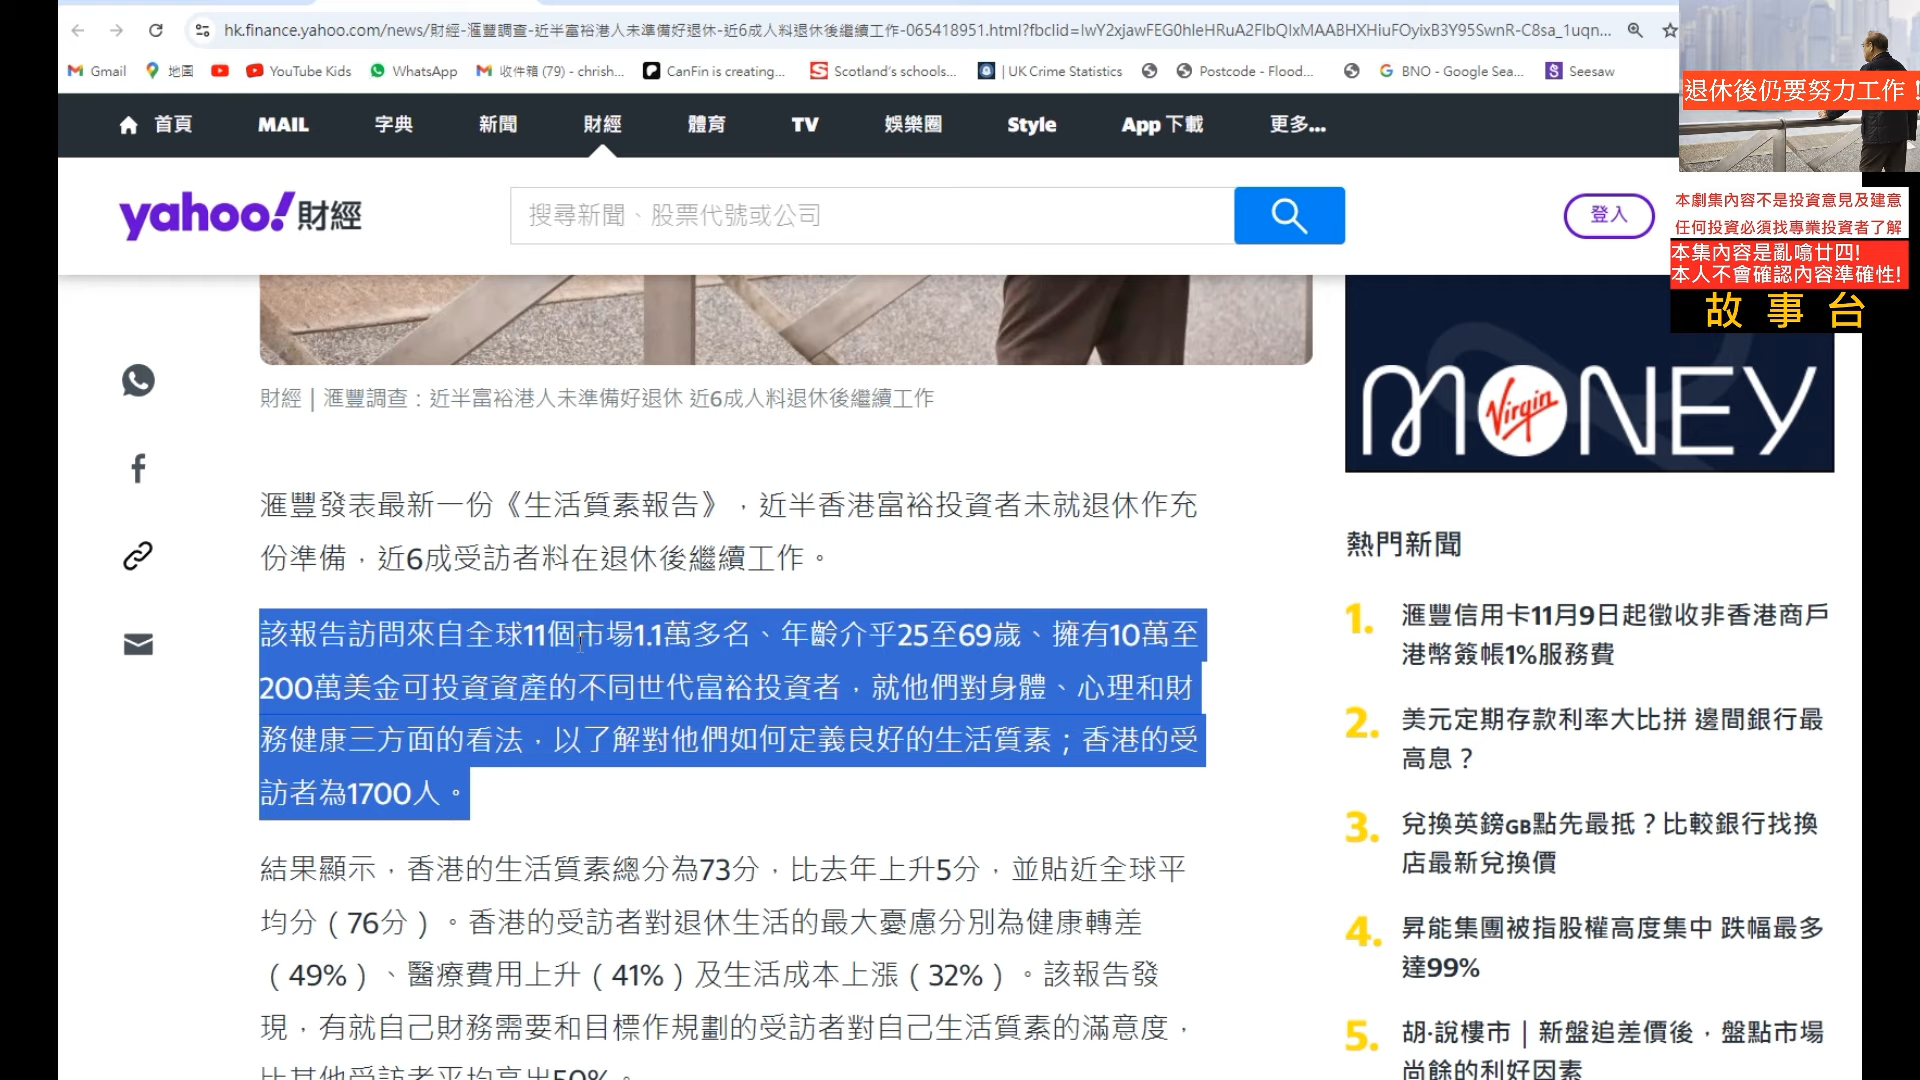 hk.finance.yahoo.com/news/財經-滙豐調查-近半富裕港人未準備好退休-近6成人料退休後繼續工作-065418951.html?fbclid=IwY2xjawFEG0hleHRuA2FlbQIxMAABHXHiuFOyixB3Y95SwnR-C8sa_1uqn...
Gmail 地圖 YouTube Kids WhatsApp 收件箱 (79) - chrish... CanFin is creating... Scotland's schools... | UK Crime Statistics Postcode - Flood... BNO - Google Sea... Seesaw
退休後仍要努力工作！
首頁 MAIL 字典 新聞 財經 體育 TV 娛樂圈 Style App 下載 更多...
yahoo!財經
搜尋新聞、股票代號或公司
登入
本劇集內容不是投資意見及建意
任何投資必須找專業投資者了解
本集內容是亂噏廿四!
本人不會確認內容準確性!
故事台
財經｜滙豐調查：近半富裕港人未準備好退休 近6成人料退休後繼續工作
滙豐發表最新一份《生活質素報告》，近半香港富裕投資者未就退休作充
份準備，近6成受訪者料在退休後繼續工作。
該報告訪問來自全球11個市場1.1萬多名、年齡介乎25至69歲、擁有10萬至
200萬美金可投資資產的不同世代富裕投資者，就他們對身體、心理和財
務健康三方面的看法，以了解對他們如何定義良好的生活質素；香港的受
訪者為1700人。
結果顯示，香港的生活質素總分為73分，比去年上升5分，並貼近全球平
均分（76分）。香港的受訪者對退休生活的最大憂慮分別為健康轉差
（49%）、醫療費用上升（41%）及生活成本上漲（32%）。該報告發
現，有就自己財務需要和目標作規劃的受訪者對自己生活質素的滿意度，
比其他受訪者平均高出50%。
Virgin
MONEY
熱門新聞
1. 滙豐信用卡11月9日起徵收非香港商戶
港幣簽帳1%服務費
2. 美元定期存款利率大比拼 邊間銀行最
高息？
3. 兌換英鎊GB點先最抵？比較銀行找換
店最新兌換價
4. 昇能集團被指股權高度集中 跌幅最多
達99%
5. 胡‧說樓市｜新盤追差價後，盤點市場
尚餘的利好因素